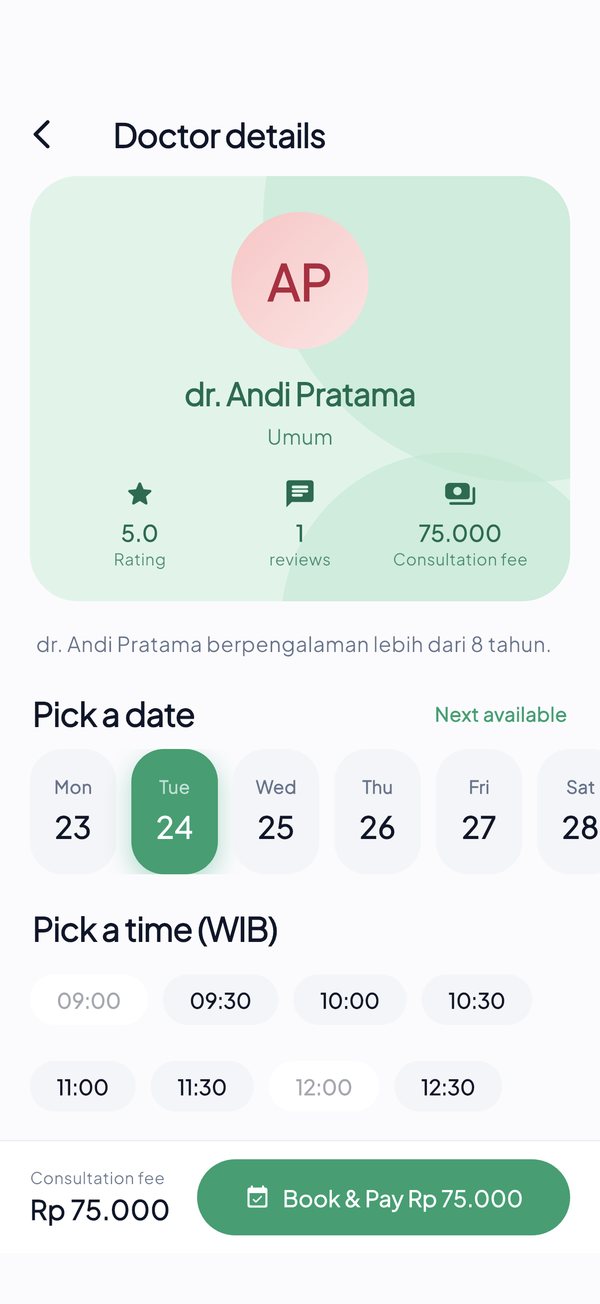 Doctor details
AP
dr. Andi Pratama
Umum
5.0 1 75.000
Rating reviews Consultation fee
dr. Andi Pratama berpengalaman lebih dari 8 tahun.
Pick a date Next available
Mon Tue Wed Thu Fri Sat
23 24 25 26 27 28
Pick a time (WIB)
09:00 09:30 10:00 10:30
11:00 11:30 12:00 12:30
Consultation fee
Rp 75.000 Book & Pay Rp 75.000